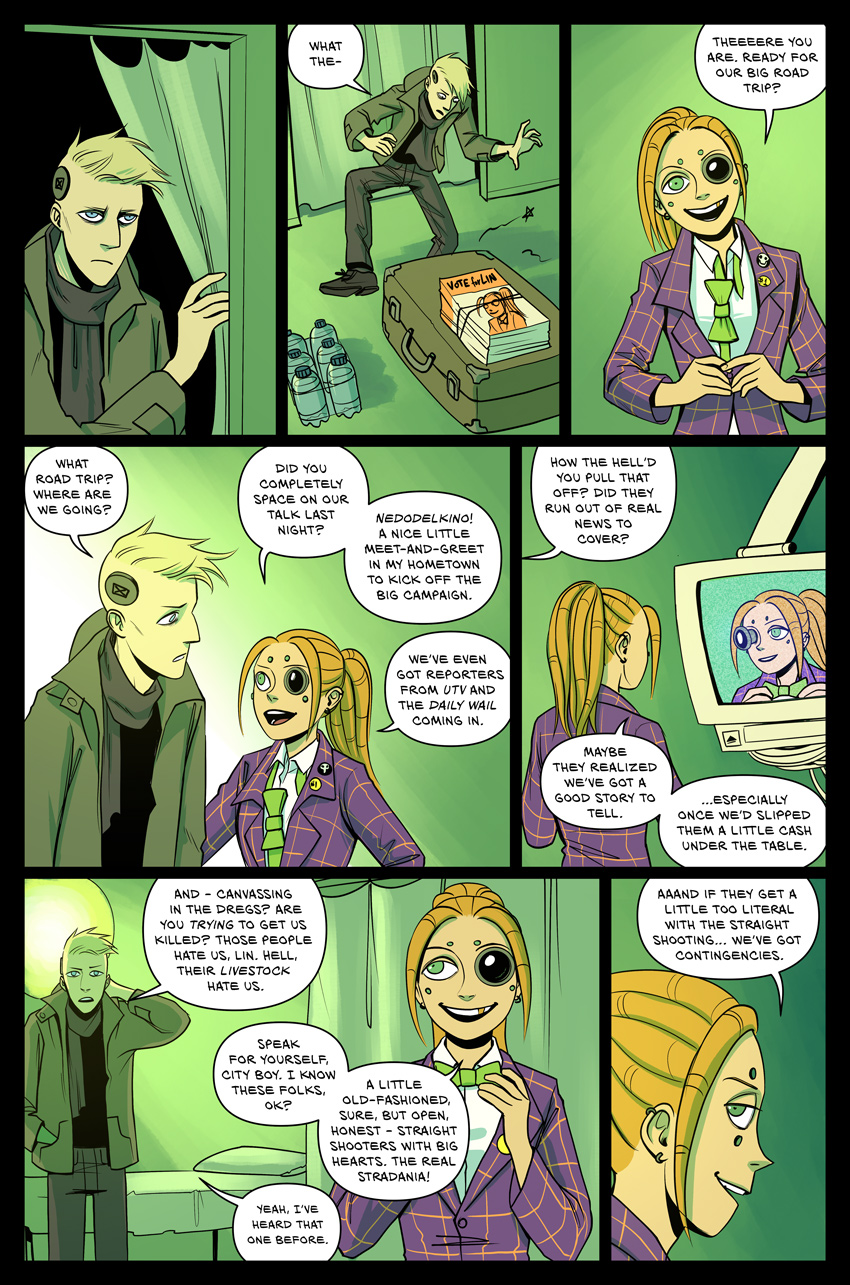 WHAT
THE-
VOTE for LIN
THEEEERE YOU
ARE. READY FOR
OUR BIG ROAD
TRIP?
WHAT
ROAD TRIP?
WHERE ARE
WE GOING?
DID YOU
COMPLETELY
SPACE ON OUR
TALK LAST
NIGHT?
NEDODELKINO!
A NICE LITTLE
MEET-AND-GREET
IN MY HOMETOWN
TO KICK OFF THE
BIG CAMPAIGN.
WE'VE EVEN
GOT REPORTERS
FROM UTV AND
THE DAILY WAIL
COMING IN.
HOW THE HELL'D
YOU PULL THAT
OFF? DID THEY
RUN OUT OF REAL
NEWS TO
COVER?
MAYBE
THEY REALIZED
WE'VE GOT A
GOOD STORY TO
TELL.
...ESPECIALLY
ONCE WE'D SLIPPED
THEM A LITTLE CASH
UNDER THE TABLE.
AND - CANVASSING
IN THE DREGS? ARE
YOU TRYING TO GET US
KILLED? THOSE PEOPLE
HATE US, LIN. HELL,
THEIR LIVESTOCK
HATE US.
SPEAK
FOR YOURSELF,
CITY BOY. I KNOW
THESE FOLKS,
OK?
A LITTLE
OLD-FASHIONED,
SURE, BUT OPEN,
HONEST - STRAIGHT
SHOOTERS WITH BIG
HEARTS. THE REAL
STRADANIA!
YEAH, I'VE
HEARD THAT
ONE BEFORE.
AAAND IF THEY GET A
LITTLE TOO LITERAL
WITH THE STRAIGHT
SHOOTING... WE'VE GOT
CONTINGENCIES.